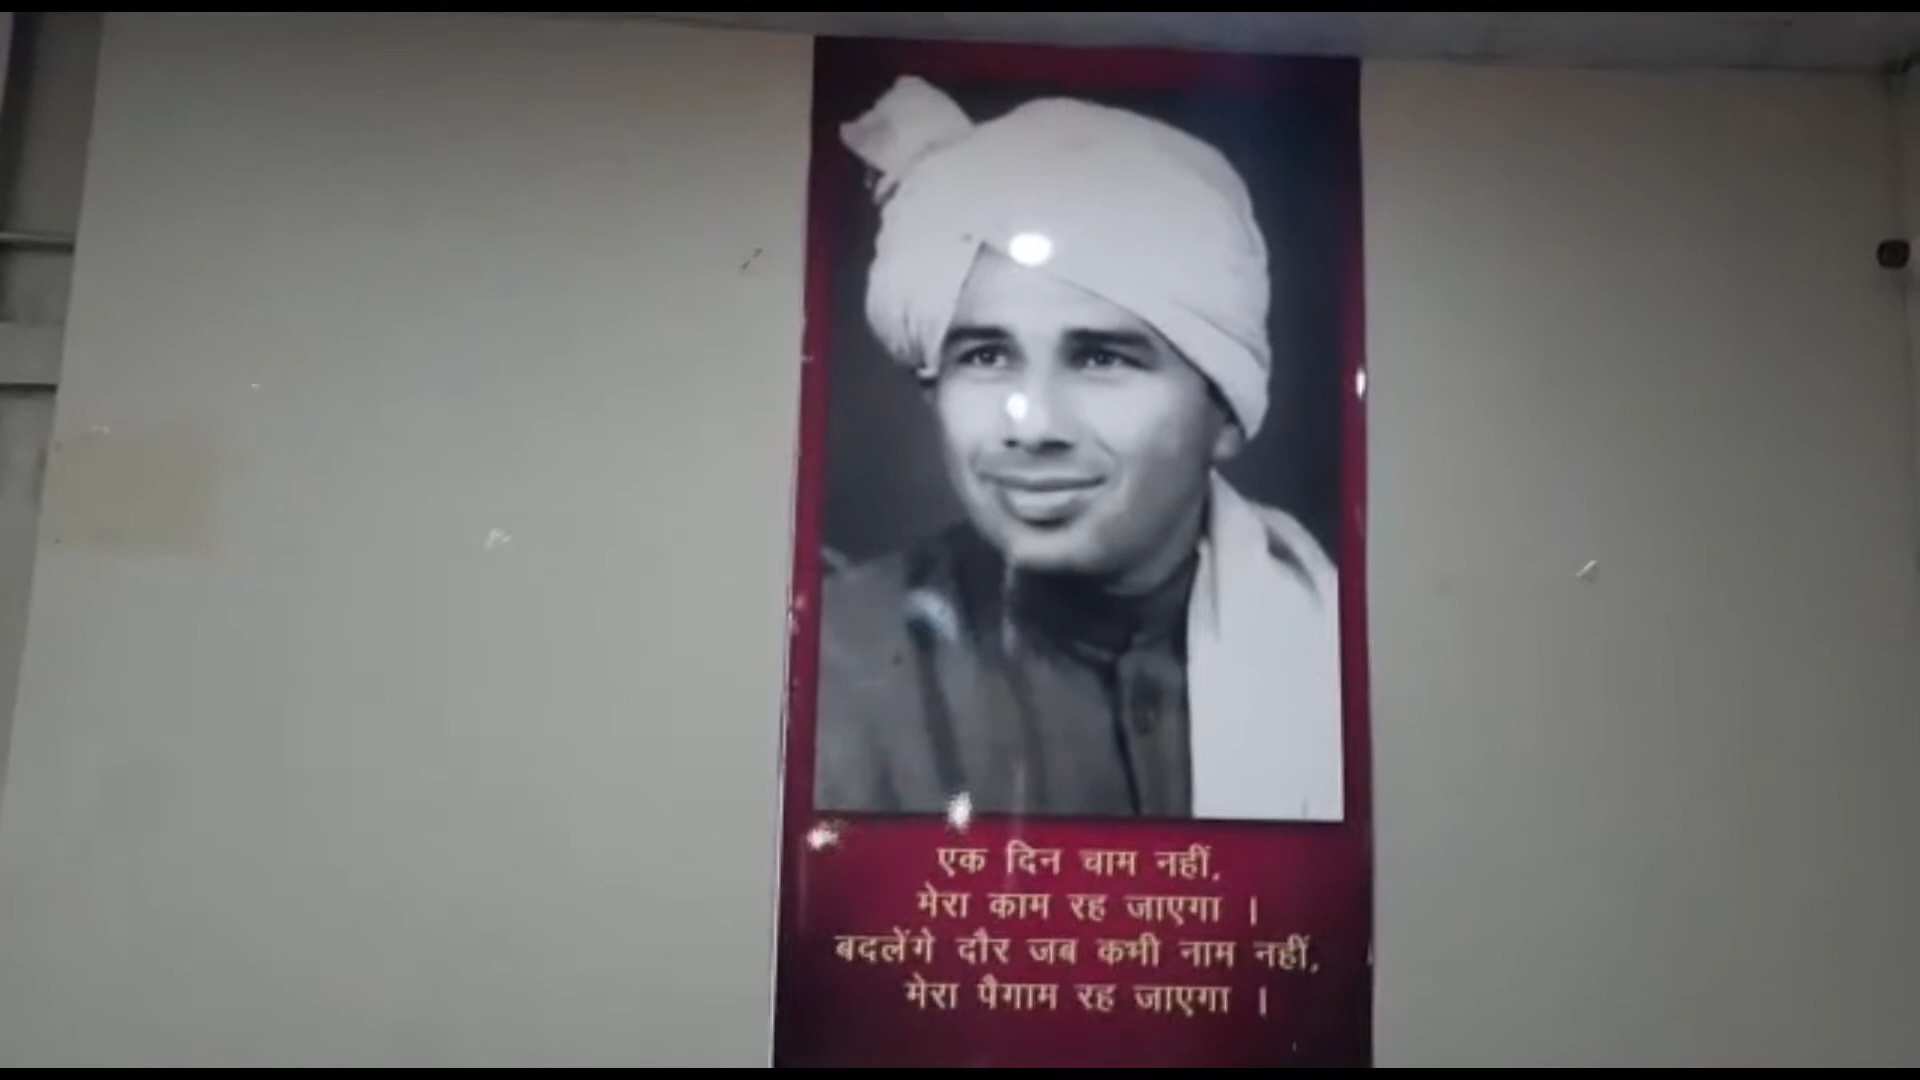 एक दिन चाम नहीं,
मेरा काम रह जाएगा ।
बदलेंगे दौर जब कभी नाम नहीं,
मेरा पैगाम रह जाएगा ।